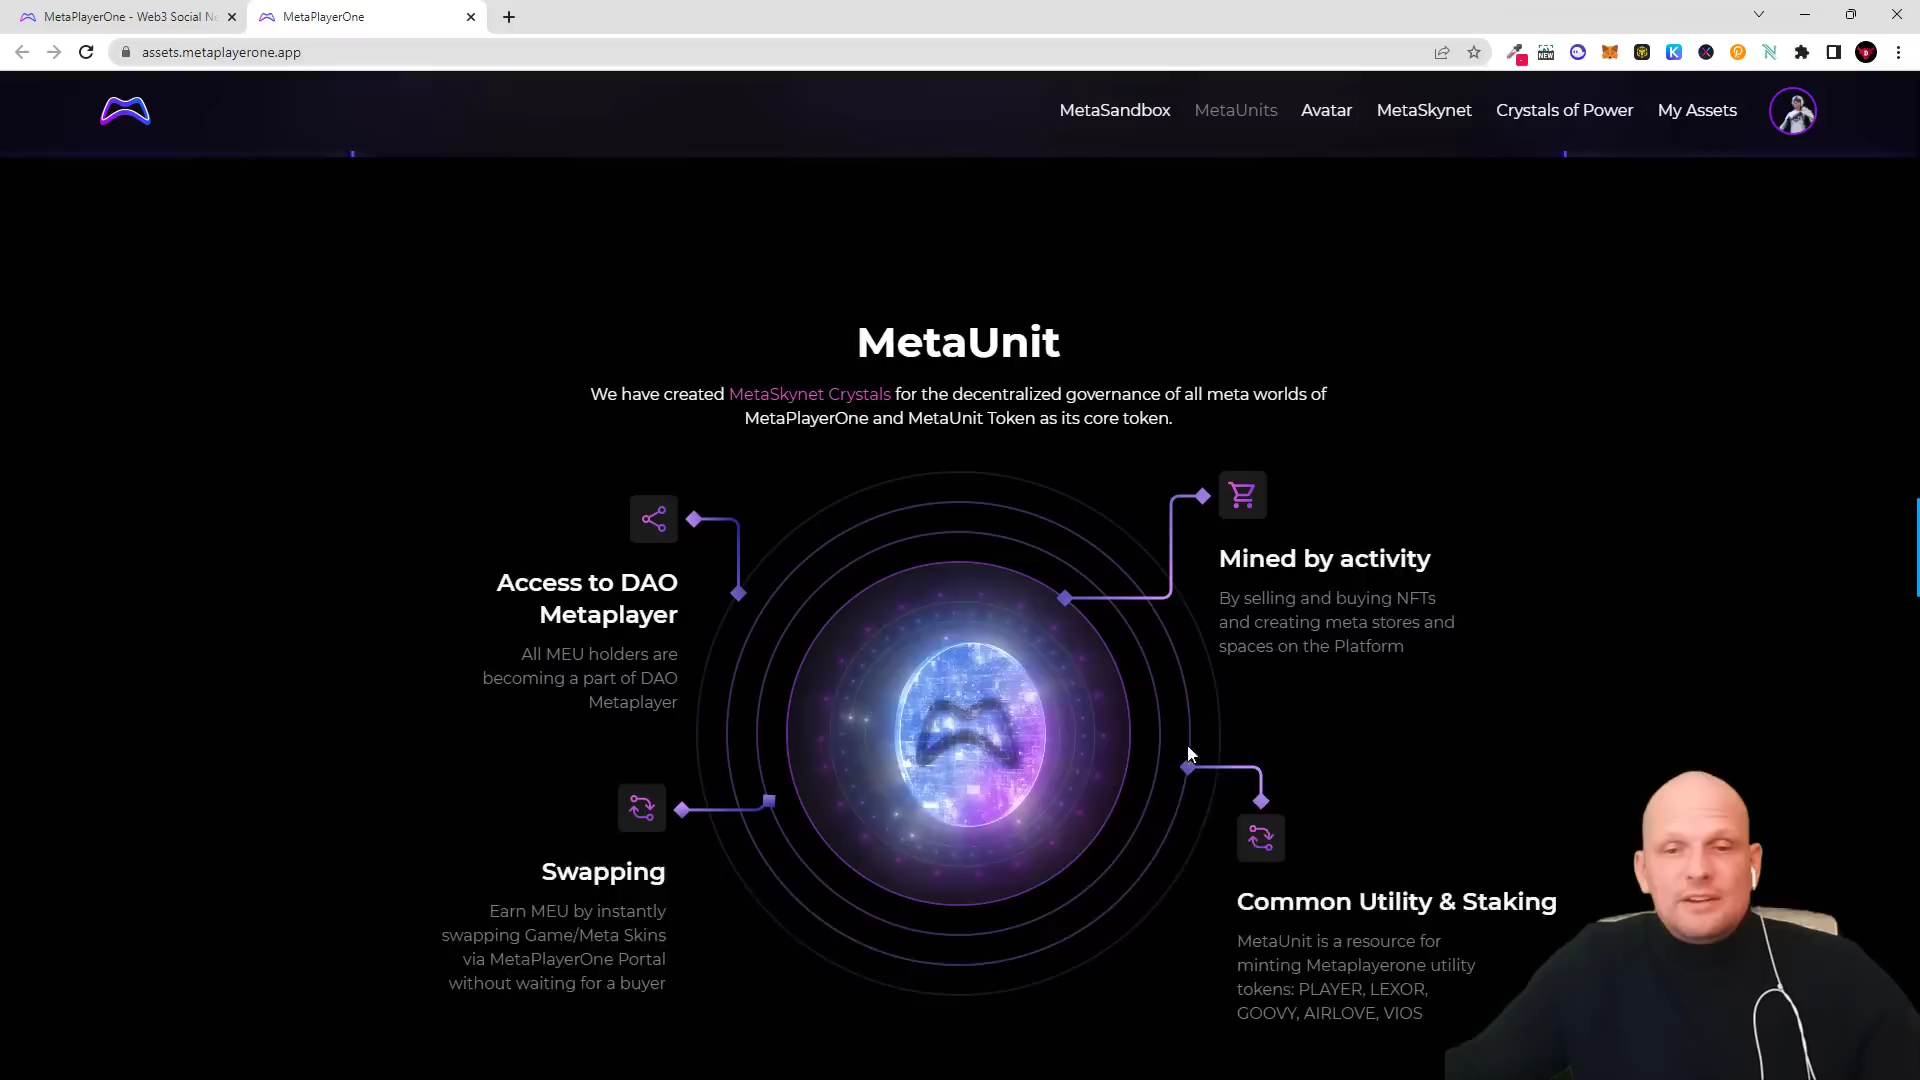 MetaPlayerOne - Web3 Social Ne
MetaPlayerOne
assets.metaplayerone.app
NEW
MetaSandbox
MetaUnits
Avatar
MetaSkynet
Crystals of Power
My Assets
MetaUnit
We have created MetaSkynet Crystals for the decentralized governance of all meta worlds of
MetaPlayerOne and MetaUnit Token as its core token.
Access to DAO
Metaplayer
All MEU holders are
becoming a part of DAO
Metaplayer
Mined by activity
By selling and buying NFTs
and creating meta stores and
spaces on the Platform
Swapping
Earn MEU by instantly
swapping Game/Meta Skins
via MetaPlayerOne Portal
without waiting for a buyer
Common Utility & Staking
MetaUnit is a resource for
minting Metaplayerone utility
tokens: PLAYER, LEXOR,
GOOVY, AIRLOVE, VIOS